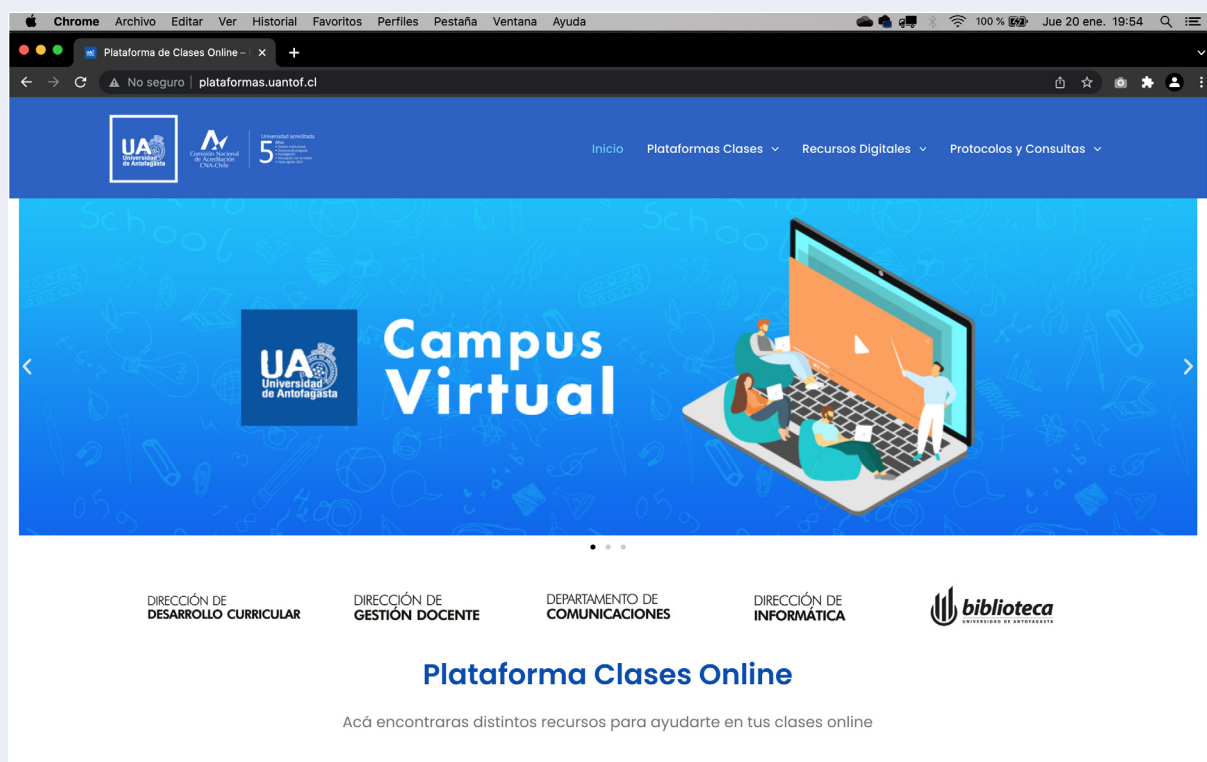 Chrome Archivo Editar Ver Historial Favoritos Perfiles Pestaña Ventana Ayuda 100 % Jue 20 ene. 19:54
Plataforma de Clases Online –
No seguro | plataformas.uantof.cl
UA
Universidad
de Antofagasta
Comisión Nacional
de Acreditación
CNA-Chile
Universidad acreditada
5 Años
Inicio Plataformas Clases Recursos Digitales Protocolos y Consultas
UA
Universidad
de Antofagasta
Campus
Virtual
DIRECCIÓN DE
DESARROLLO CURRICULAR
DIRECCIÓN DE
GESTIÓN DOCENTE
DEPARTAMENTO DE
COMUNICACIONES
DIRECCIÓN DE
INFORMÁTICA
biblioteca
UNIVERSIDAD DE ANTOFAGASTA
Plataforma Clases Online
Acá encontraras distintos recursos para ayudarte en tus clases online